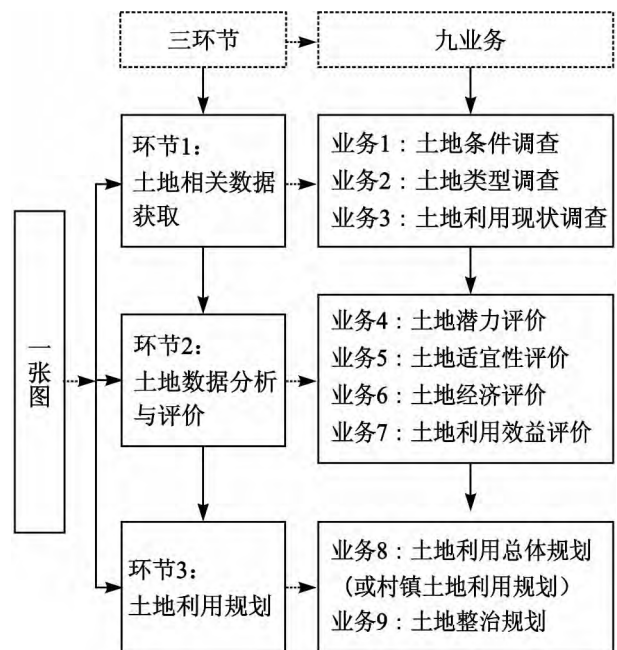 三环节
九业务
一张图
环节1：
土地相关数据
获取
业务1：土地条件调查
业务2：土地类型调查
业务3：土地利用现状调查
环节2：
土地数据分析
与评价
业务4：土地潜力评价
业务5：土地适宜性评价
业务6：土地经济评价
业务7：土地利用效益评价
环节3：
土地利用规划
业务8：土地利用总体规划
（或村镇土地利用规划）
业务9：土地整治规划